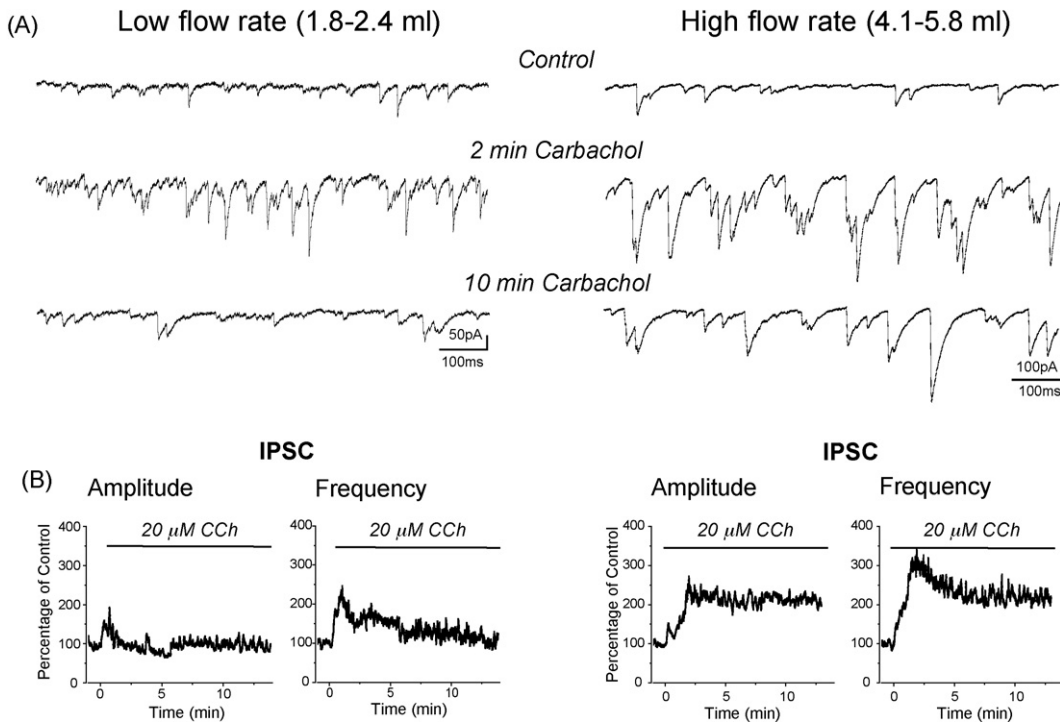 (A)
Low flow rate (1.8-2.4 ml)
High flow rate (4.1-5.8 ml)
Control
2 min Carbachol
10 min Carbachol
50pA
100ms
100pA
100ms
(B)
IPSC
Amplitude
Frequency
20 µM CCh
20 µM CCh
Percentage of Control
400
300
200
100
0
0
5
10
Time (min)
400
300
200
100
0
0
5
10
Time (min)
IPSC
Amplitude
Frequency
20 µM CCh
20 µM CCh
Percentage of Control
400
300
200
100
0
0
5
10
Time (min)
400
300
200
100
0
0
5
10
Time (min)